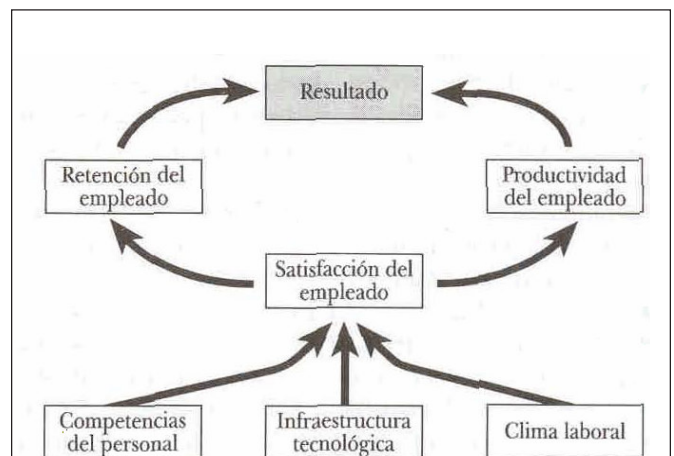 Resultado
Retención del
empleado
Productividad
del empleado
Satisfacción del
empleado
Competencias
del personal
Infraestructura
tecnológica
Clima laboral